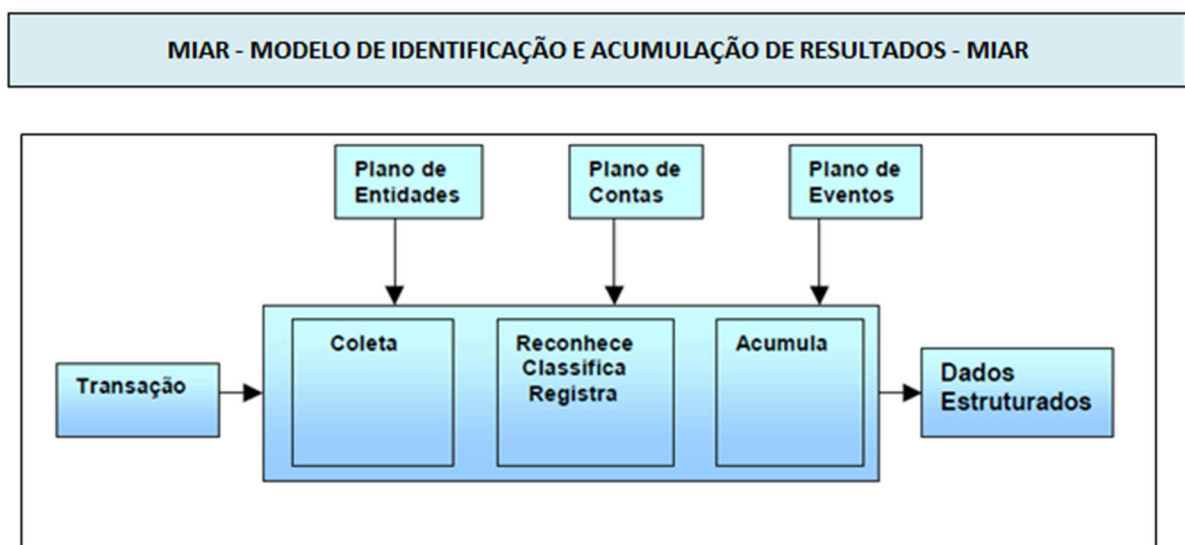 MIAR - MODELO DE IDENTIFICAÇÃO E ACUMULAÇÃO DE RESULTADOS - MIAR
Plano de
Entidades
Plano de
Contas
Plano de
Eventos
Transação
Coleta
Reconhece
Classifica
Registra
Acumula
Dados
Estruturados